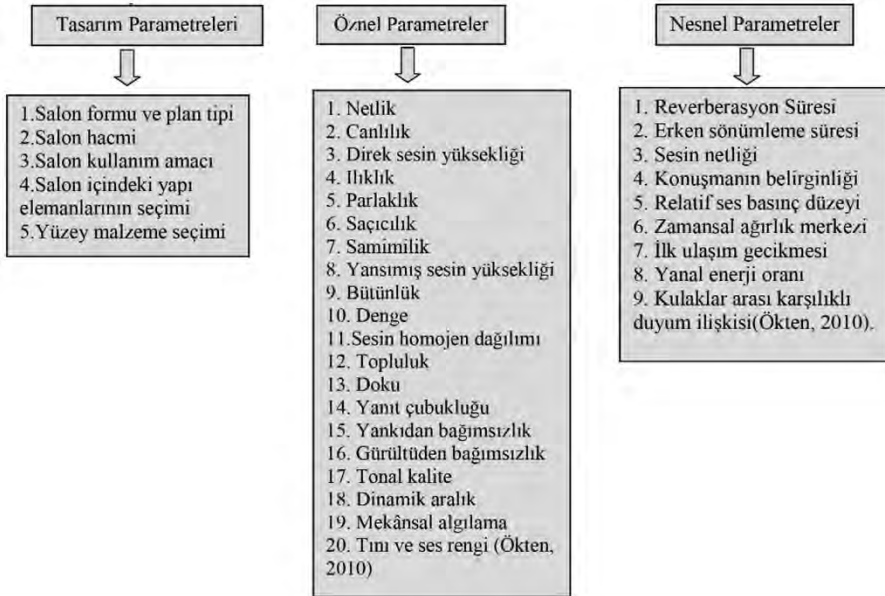 Tasarım Parametreleri
1.Salon formu ve plan tipi
2.Salon hacmi
3.Salon kullanım amacı
4.Salon içindeki yapı
elemanlarının seçimi
5.Yüzey malzeme seçimi
Öznel Parametreler
1. Netlik
2. Canlılık
3. Direk sesin yüksekliği
4. Ilıklık
5. Parlaklık
6. Saçıcılık
7. Samimilik
8. Yansımış sesin yüksekliği
9. Bütünlük
10. Denge
11.Sesin homojen dağılımı
12. Topluluk
13. Doku
14. Yanıt çubukluğu
15. Yankıdan bağımsızlık
16. Gürültüden bağımsızlık
17. Tonal kalite
18. Dinamik aralık
19. Mekânsal algılama
20. Tını ve ses rengi (Ökten,
2010)
Nesnel Parametreler
1. Reverberasyon Süresi
2. Erken sönümleme süresi
3. Sesin netliği
4. Konuşmanın belirginliği
5. Relatif ses basınç düzeyi
6. Zamansal ağırlık merkezi
7. İlk ulaşım gecikmesi
8. Yanal enerji oranı
9. Kulaklar arası karşılıklı
duyum ilişkisi(Ökten, 2010).